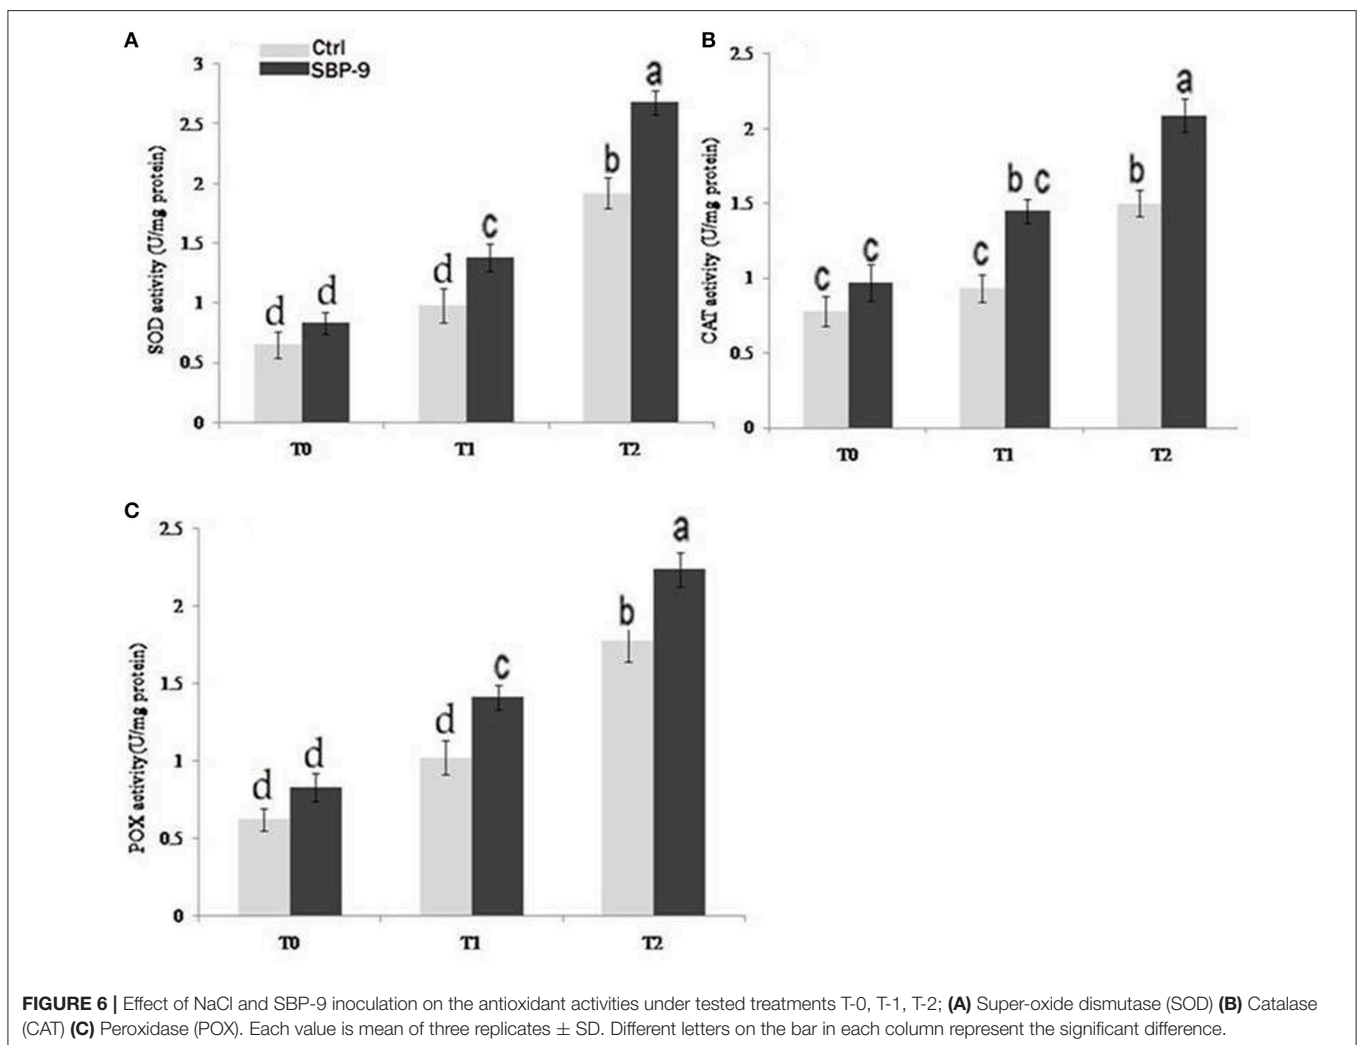 A
Ctrl
SBP-9
SOD activity (U/mg protein)
3
2.5
2
1.5
1
0.5
0
d
d
d
c
b
a
T0
T1
T2
B
CAT activity (U/mg protein)
2.5
2
1.5
1
0.5
0
c
c
c
b c
b
a
T0
T1
T2
C
POX activity (U/mg protein)
2.5
2
1.5
1
0.5
0
d
d
d
c
b
a
T0
T1
T2
FIGURE 6 | Effect of NaCl and SBP-9 inoculation on the antioxidant activities under tested treatments T-0, T-1, T-2; (A) Super-oxide dismutase (SOD) (B) Catalase
(CAT) (C) Peroxidase (POX). Each value is mean of three replicates ± SD. Different letters on the bar in each column represent the significant difference.